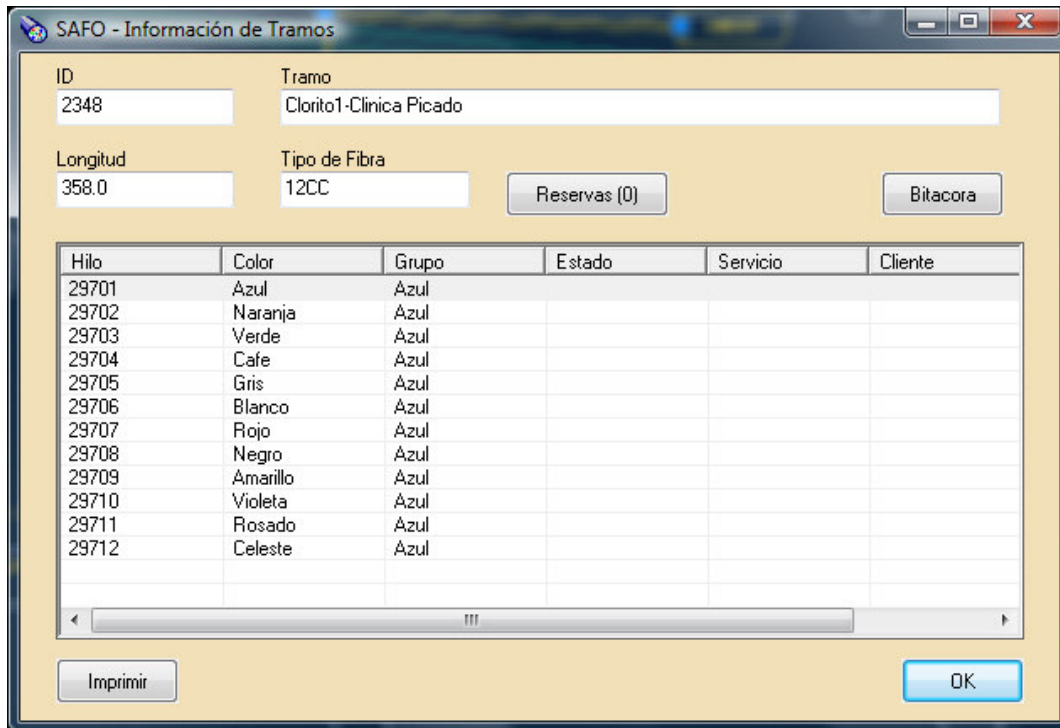 SAFO - Información de Tramos
ID Tramo
2348 Clorito1-Clinica Picado
Longitud Tipo de Fibra
358.0 12CC Reservas (0) Bitacora
Hilo Color Grupo Estado Servicio Cliente
29701 Azul Azul
29702 Naranja Azul
29703 Verde Azul
29704 Cafe Azul
29705 Gris Azul
29706 Blanco Azul
29707 Rojo Azul
29708 Negro Azul
29709 Amarillo Azul
29710 Violeta Azul
29711 Rosado Azul
29712 Celeste Azul
Imprimir OK